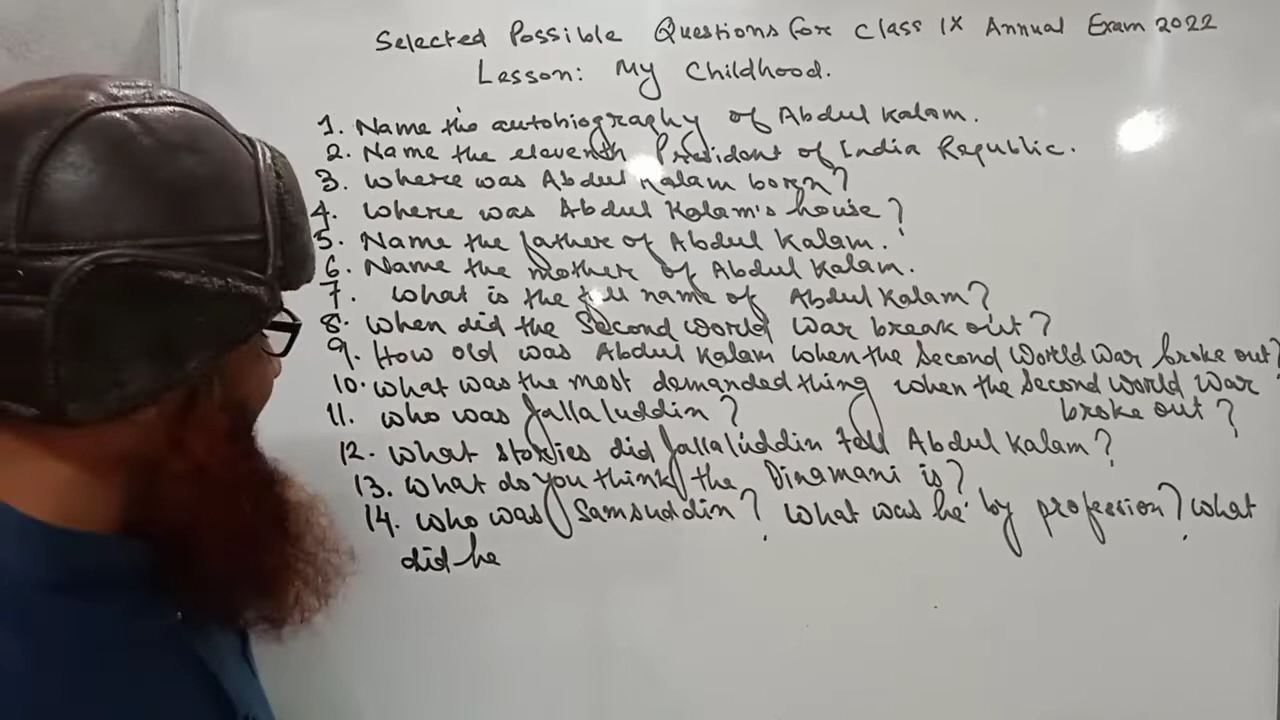 Selected Possible Questions for Class IX Annual Exam 2022
Lesson: My Childhood.
1. Name the autobiography of Abdul Kalam.
2. Name the eleventh President of India Republic.
3. Where was Abdul Kalam born?
4. Where was Abdul Kalam's house?
5. Name the father of Abdul Kalam.
6. Name the mother of Abdul Kalam.
7. What is the full name of Abdul Kalam?
8. When did the Second World War break out?
9. How old was Abdul Kalam when the Second World War broke out?
10. What was the most demanded thing when the Second World War
broke out?
11. Who was Jallaluddin?
12. What stories did Jallaluddin tell Abdul Kalam?
13. What do you think the Dinamani is?
14. Who was Samsuddin? What was he by profession? What
did he